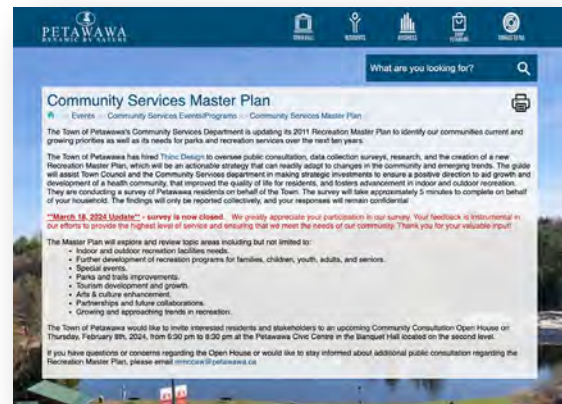 PETAWAWA
DYNAMIC BY NATURE
TOWN HALL
RESIDENTS
BUSINESS
THINGS TO DO
What are you looking for?
Community Services Master Plan
Events Community Services Events/Programs Community Services Master Plan
The Town of Petawawa's Community Services Department is updating its 2011 Recreation Master Plan to identify our communities current and
growing priorities as well as its needs for parks and recreation services over the next ten years.
The Town of Petawawa has hired Thinc Design to oversee public consultation, data collection surveys, research, and the creation of a new
Recreation Master Plan, which will be an actionable strategy that can readily adapt to changes in the community and emerging trends. The guide
will assist Town Council and the Community Services department in making strategic investments to ensure a positive direction to aid growth and
development of a health community, that improved the quality of life for residents, and fosters advancement in indoor and outdoor recreation.
They are conducting a survey of Petawawa residents on behalf of the Town. The survey will take approximately 5 minutes to complete on behalf
of your household. The findings will only be reported collectively, and your responses will remain confidential
**March 18, 2024 Update** - survey is now closed. We greatly appreciate your participation in our survey. Your feedback is instrumental in
our efforts to provide the highest level of service and ensuring that we meet the needs of our community. Thank you for your valuable input!
The Master Plan will explore and review topic areas including but not limited to:
• Indoor and outdoor recreation facilities needs.
• Further development of recreation programs for families, children, youth, adults, and seniors.
• Special events.
• Parks and trails improvements.
• Tourism development and growth.
• Arts & culture enhancement.
• Partnerships and future collaborations.
• Growing and approaching trends in recreation.
The Town of Petawawa would like to invite interested residents and stakeholders to an upcoming Community Consultation Open House on
Thursday, February 8th, 2024, from 6:30 pm to 8:30 pm at the Petawawa Civic Centre in the Banquet Hall located on the second level.
If you have questions or concerns regarding the Open House or would like to stay informed about additional public consultation regarding the
Recreation Master Plan, please email